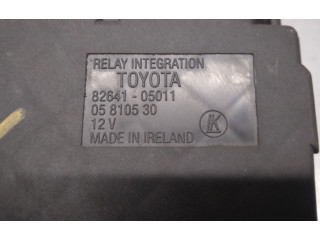 RELAY INTEGRATION
TOYOTA
82641 - 05011
05 8105 30
12 V
MADE IN IRELAND
K